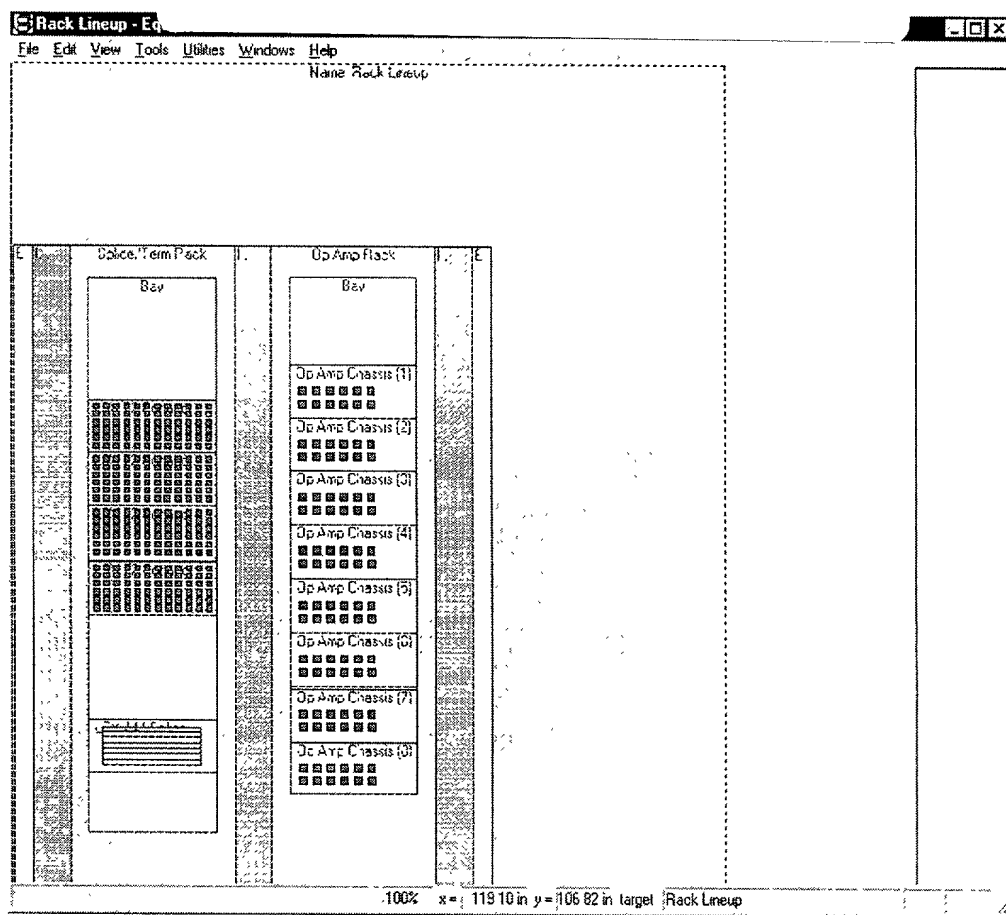 Rack Lineup - Eq
File Edit View Tools Utilities Windows Help
Name: Rack Lineup
E Splice/Term Rack Op Amp Rack E
Bay Bay
Op Amp Chassis (1)
Op Amp Chassis (2)
Op Amp Chassis (3)
Op Amp Chassis (4)
Op Amp Chassis (5)
Op Amp Chassis (6)
Op Amp Chassis (7)
Op Amp Chassis (8)
100% x = 118 10 in y = 106 82 in target Rack Lineup